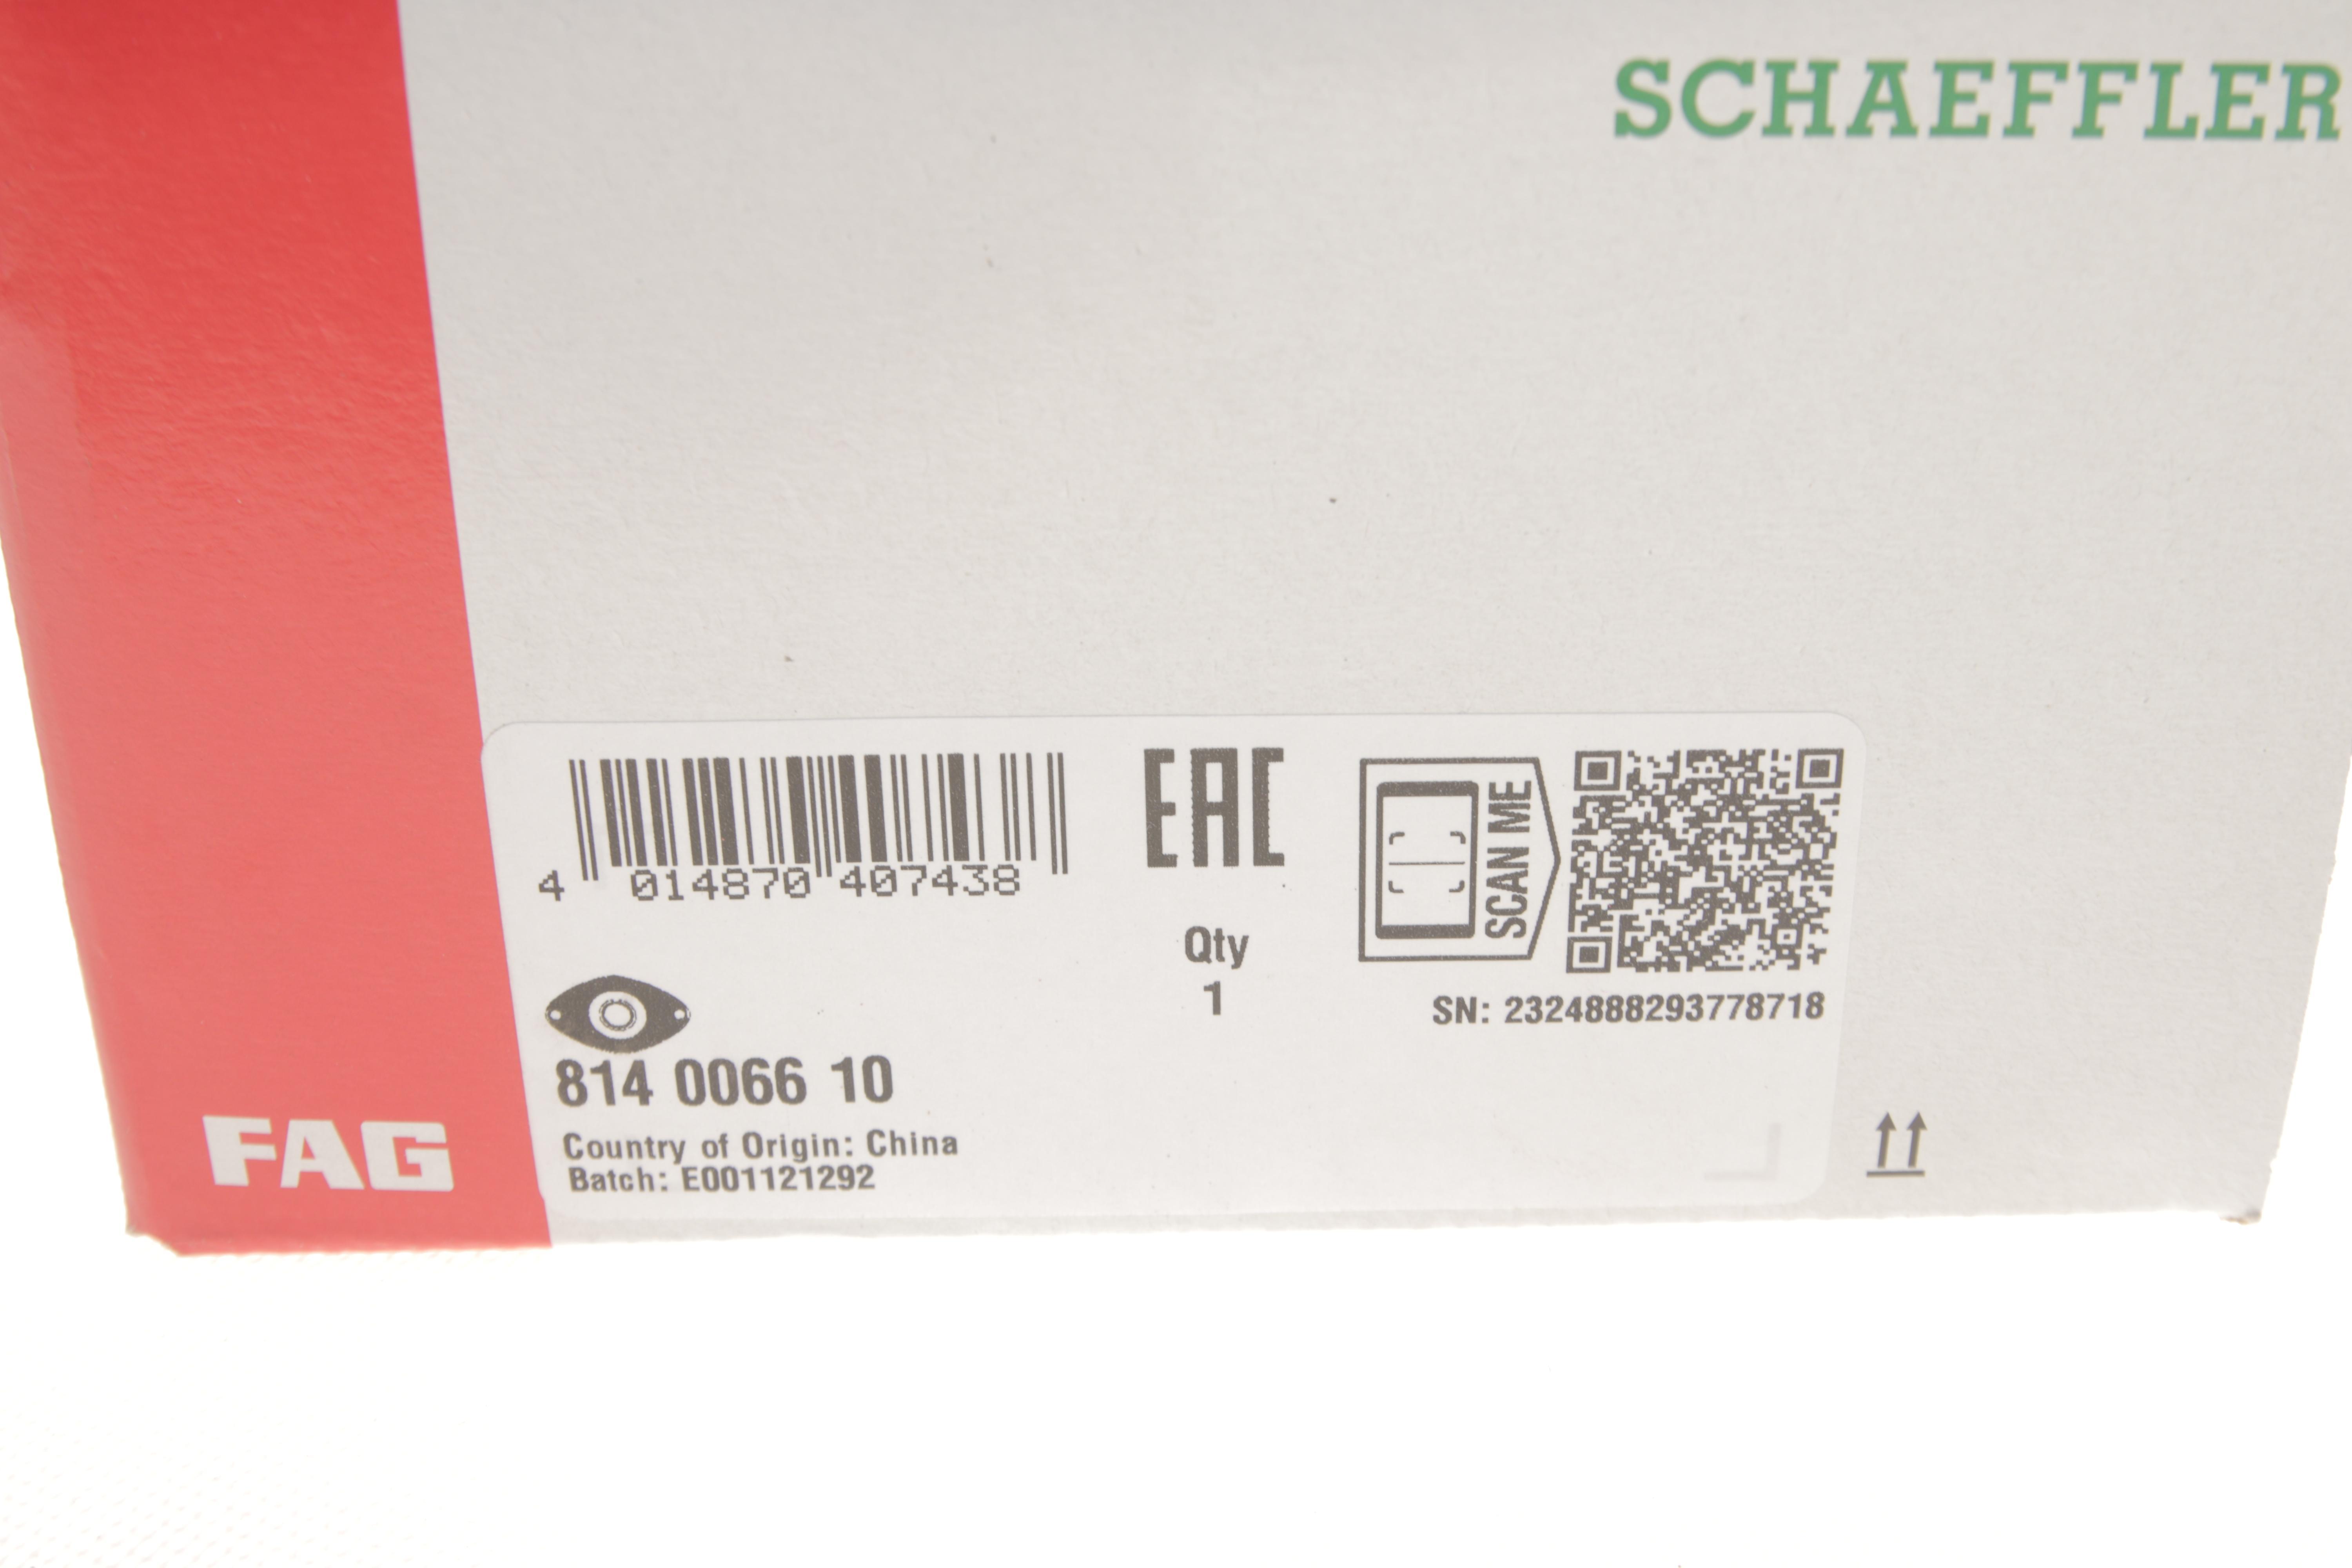 SCHAEFFLER
4 014870 407438
EAC
Qty
1
SCAN ME
SN: 2324888293778718
814 0066 10
Country of Origin: China
Batch: E001121292
FAG